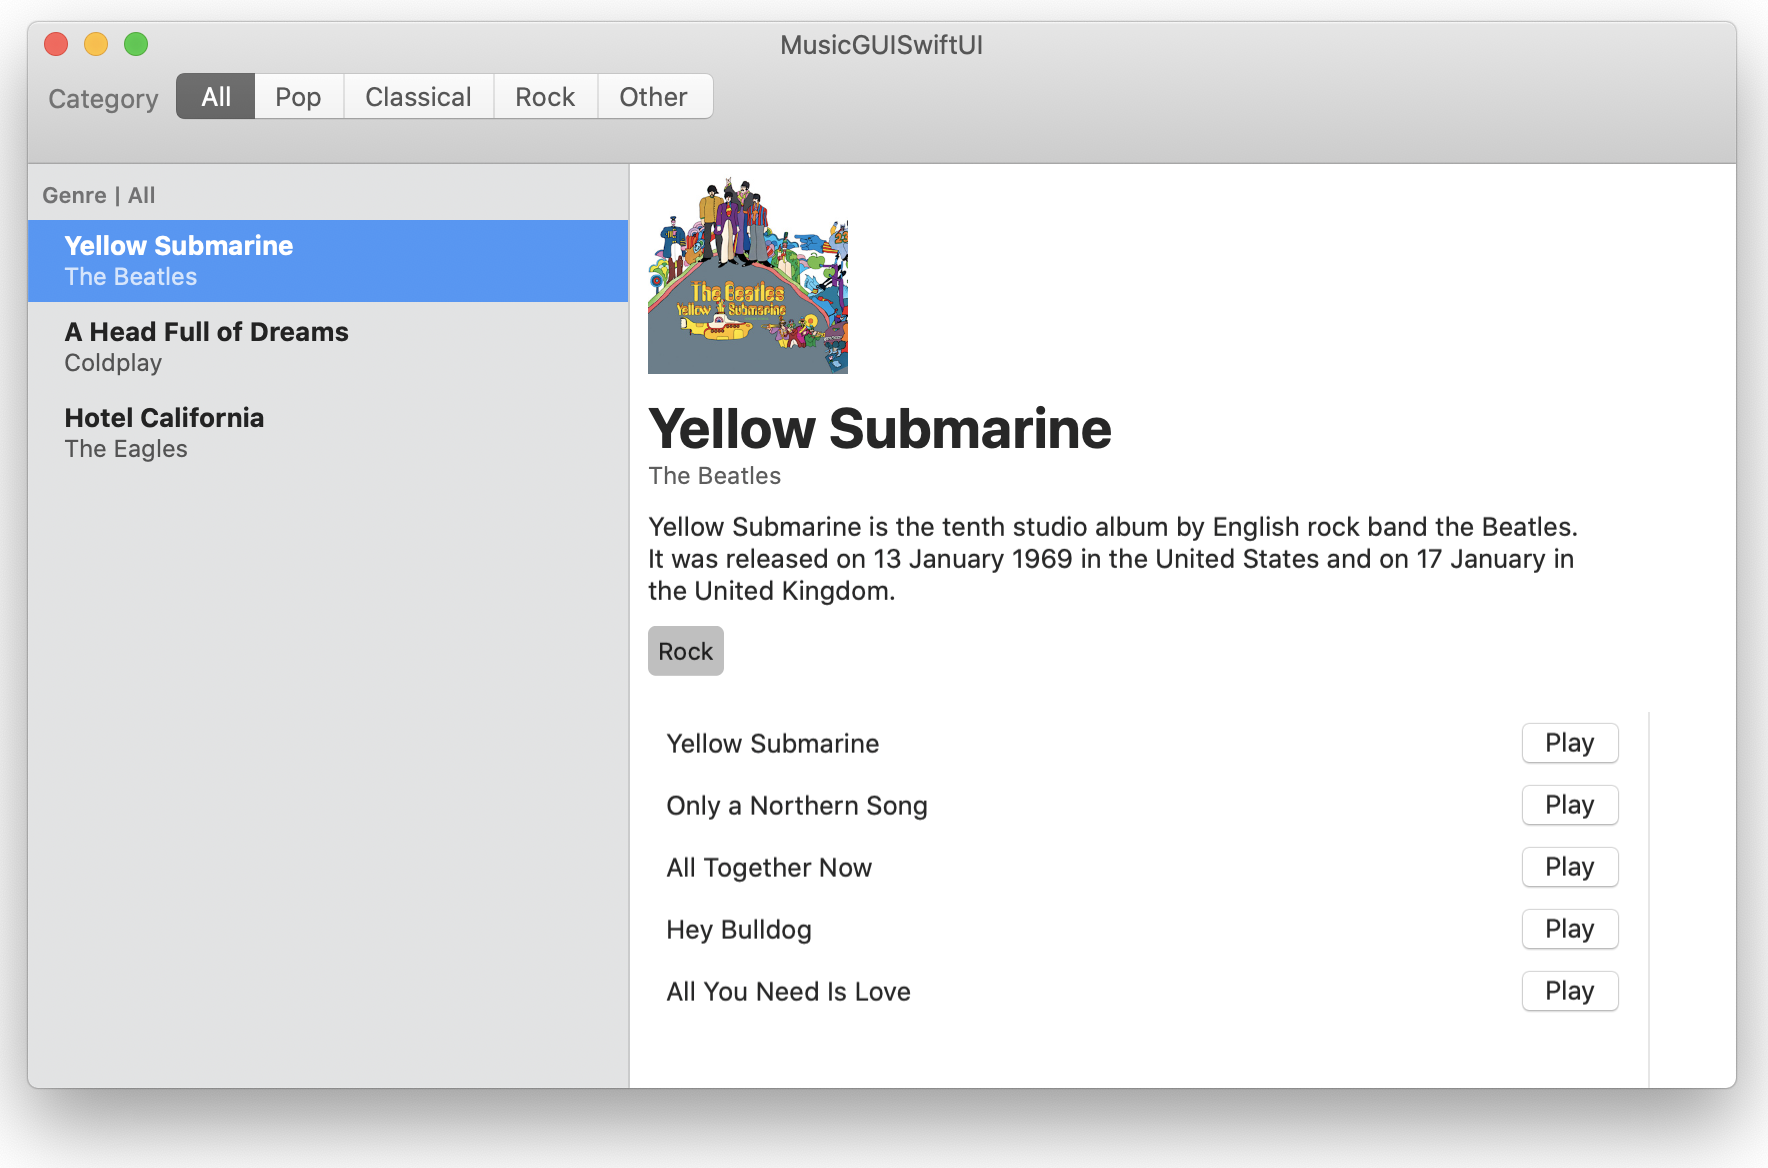 MusicGUISwiftUI
Category All Pop Classical Rock Other
Genre | All
Yellow Submarine
The Beatles
A Head Full of Dreams
Coldplay
Hotel California
The Eagles
The Beatles
Yellow Submarine
Yellow Submarine
The Beatles
Yellow Submarine is the tenth studio album by English rock band the Beatles.
It was released on 13 January 1969 in the United States and on 17 January in
the United Kingdom.
Rock
Yellow Submarine Play
Only a Northern Song Play
All Together Now Play
Hey Bulldog Play
All You Need Is Love Play